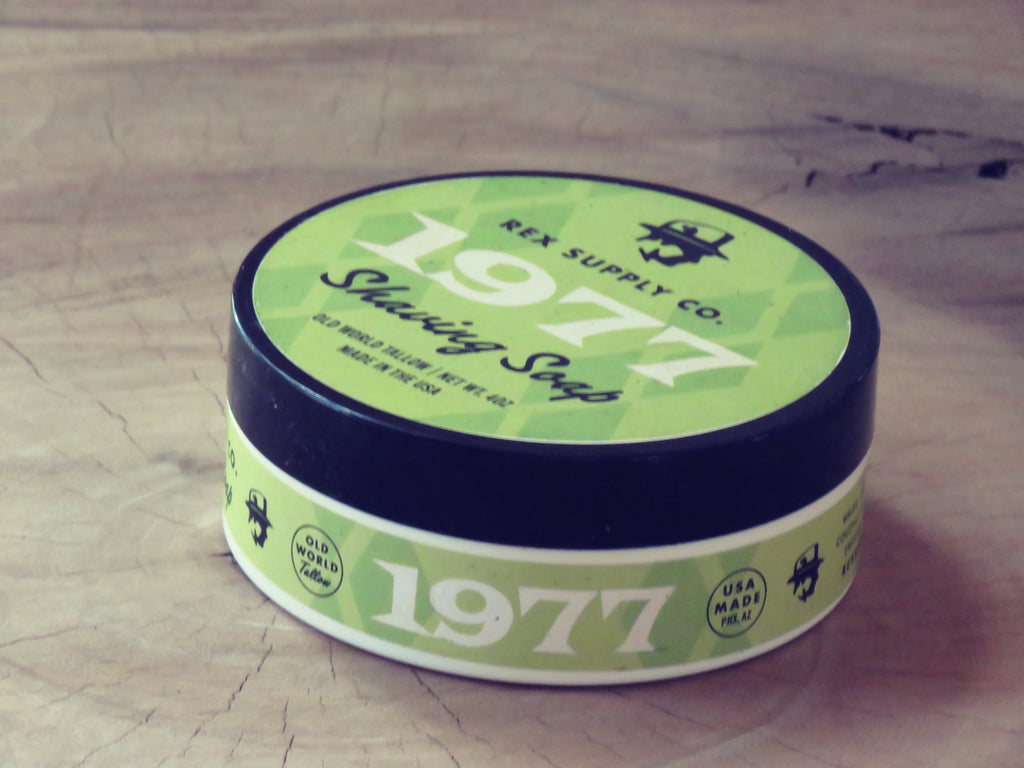 REX SUPPLY CO.
1977
Shaving Soap
OLD WORLD TALLOW | NET WT. 4OZ
MADE IN THE USA
CO.
OLD
WORLD
Tallow
1977
USA
MADE
PHX, AZ